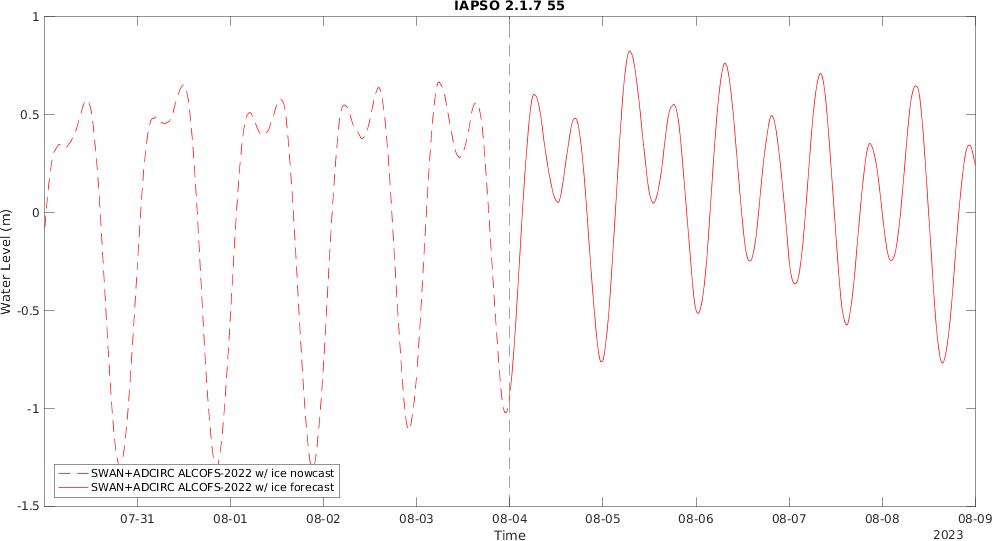 IAPSO 2.1.7 55
Water Level (m)
1
0.5
0
-0.5
-1
-1.5
SWAN+ADCIRC ALCOFS-2022 w/ ice nowcast
SWAN+ADCIRC ALCOFS-2022 w/ ice forecast
07-31 08-01 08-02 08-03 08-04 08-05 08-06 08-07 08-08 08-09
Time
2023